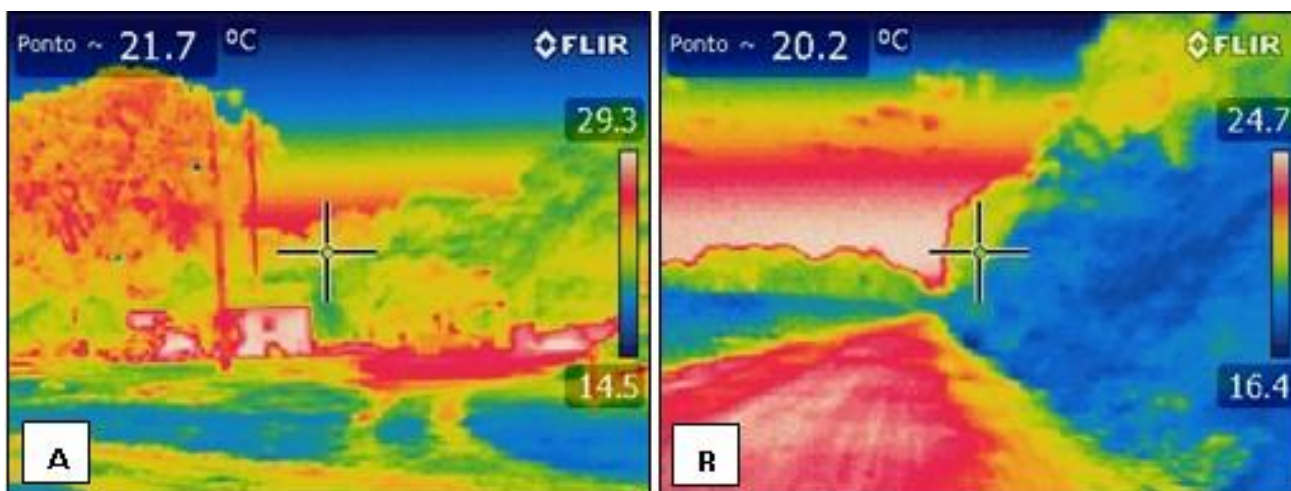 Ponto ~ 21.7 °C
FLIR
29.3
14.5
A
Ponto ~ 20.2 °C
FLIR
24.7
16.4
B